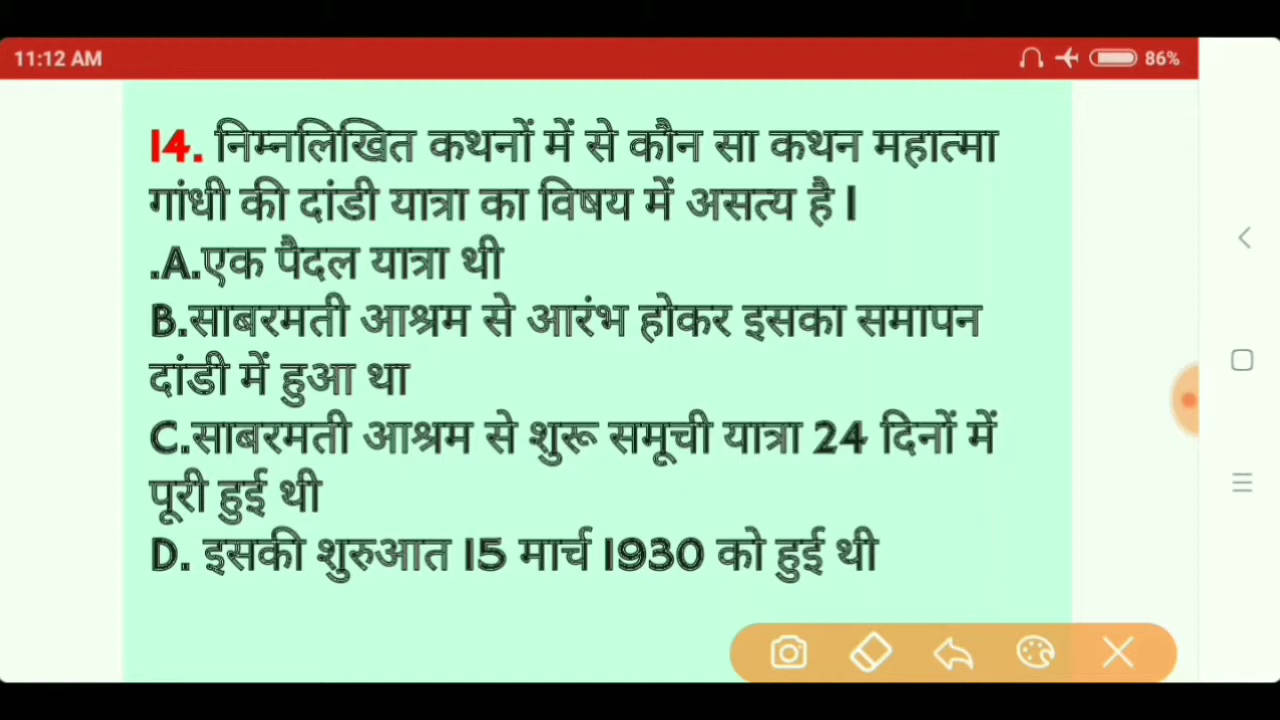 11:12 AM
86%
14. निम्नलिखित कथनों में से कौन सा कथन महात्मा
गांधी की दांडी यात्रा का विषय में असत्य है l
.A.एक पैदल यात्रा थी
B.साबरमती आश्रम से आरंभ होकर इसका समापन
दांडी में हुआ था
C.साबरमती आश्रम से शुरू समूची यात्रा 24 दिनों में
पूरी हुई थी
D. इसकी शुरुआत 15 मार्च 1930 को हुई थी